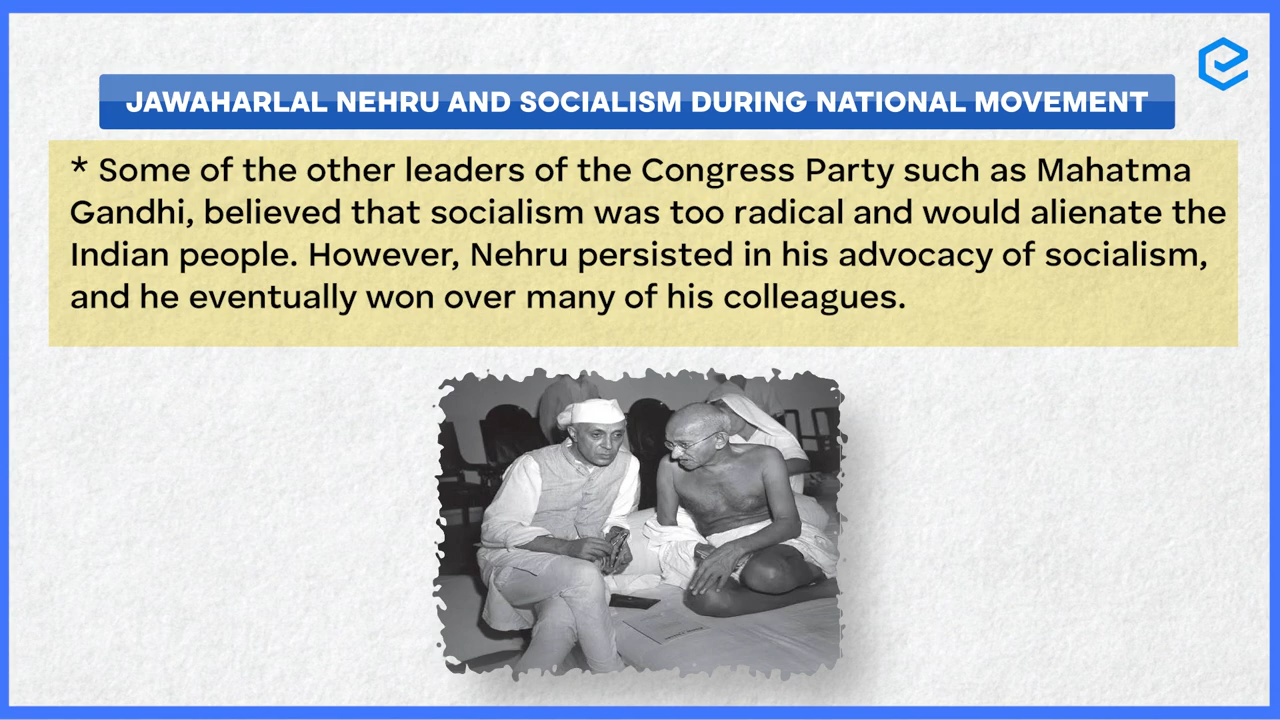 JAWAHARLAL NEHRU AND SOCIALISM DURING NATIONAL MOVEMENT
* Some of the other leaders of the Congress Party such as Mahatma
Gandhi, believed that socialism was too radical and would alienate the
Indian people. However, Nehru persisted in his advocacy of socialism,
and he eventually won over many of his colleagues.